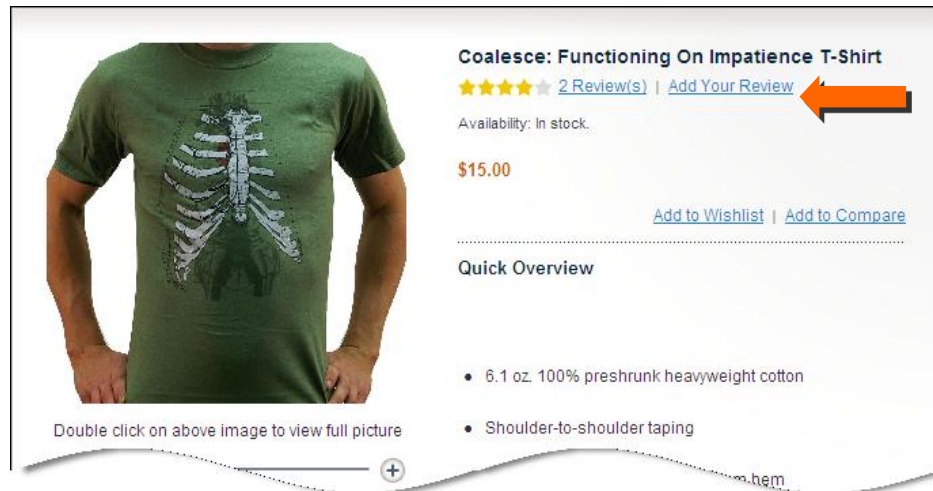 Coalesce: Functioning On Impatience T-Shirt
2 Review(s) | Add Your Review
Availability: In stock.
$15.00
Add to Wishlist | Add to Compare
Quick Overview
• 6.1 oz. 100% preshrunk heavyweight cotton
• Shoulder-to-shoulder taping
hem
Double click on above image to view full picture